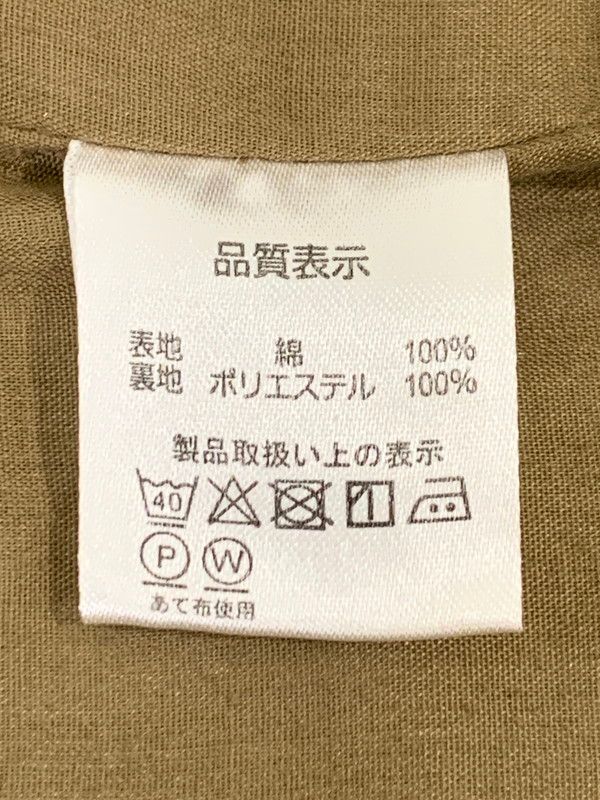 品質表示
表地 綿 100%
裏地 ポリエステル 100%
製品取扱い上の表示
40
P W
あて布使用